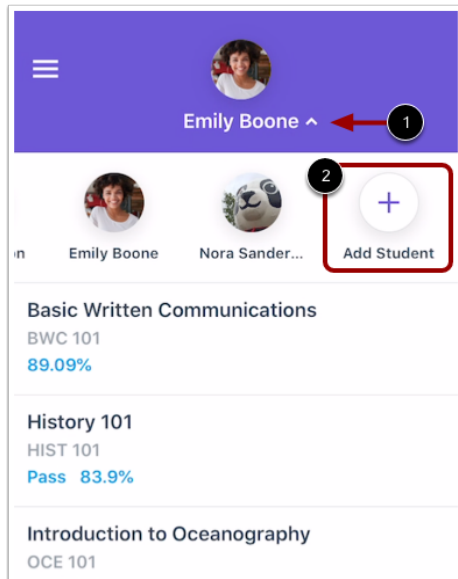 Emily Boone
1
2
n
Emily Boone
Nora Sander...
Add Student
Basic Written Communications
BWC 101
89.09%
History 101
HIST 101
Pass 83.9%
Introduction to Oceanography
OCE 101